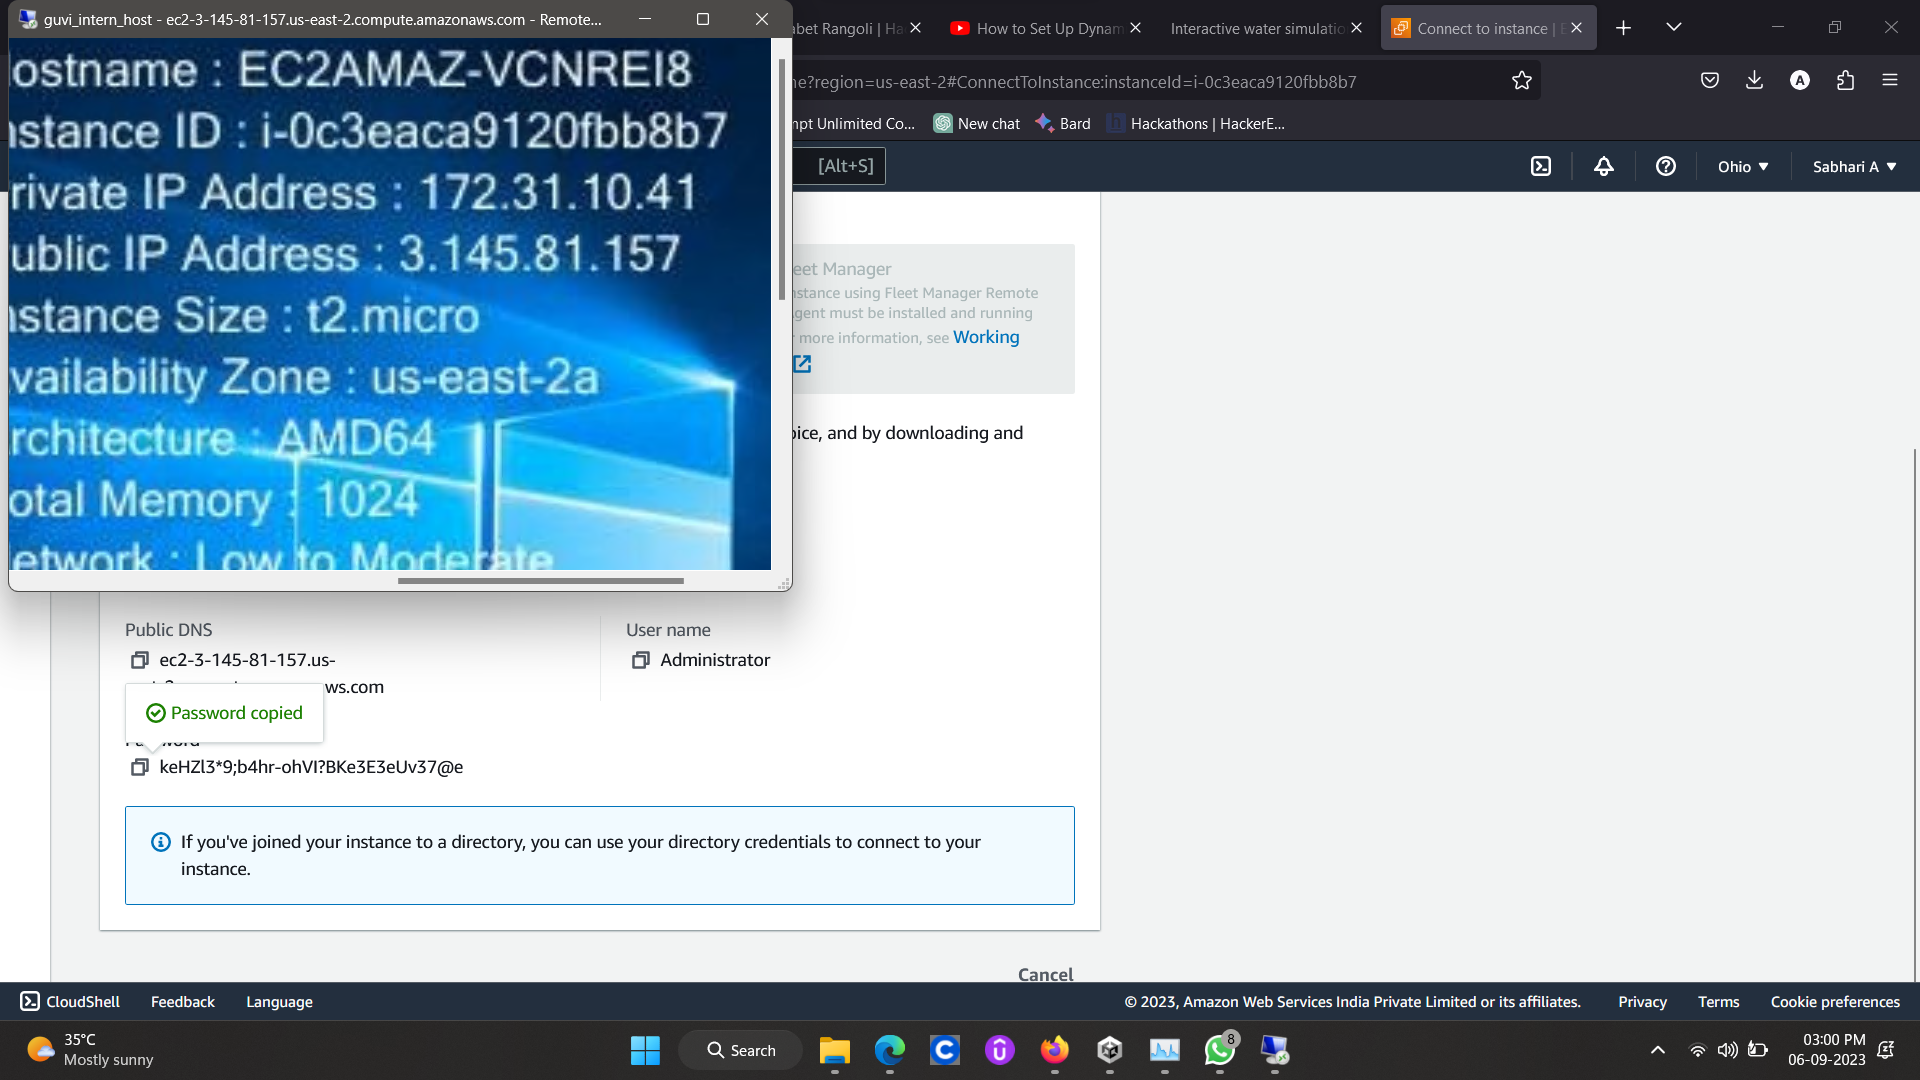 guvi_intern_host - ec2-3-145-81-157.us-east-2.compute.amazonaws.com - Remote...
abet Rangoli | Ha
How to Set Up Dynam
Interactive water simulatio
Connect to instance | E
ne?region=us-east-2#ConnectToInstance:instanceId=i-0c3eaca9120fbb8b7
A
mpt Unlimited Co...
New chat
Bard
Hackathons | HackerE...
[Alt+S]
Ohio
Sabhari A
ostname : EC2AMAZ-VCNREI8
nstance ID : i-0c3eaca9120fbb8b7
rivate IP Address : 172.31.10.41
ublic IP Address : 3.145.81.157
nstance Size : t2.micro
vailability Zone : us-east-2a
rchitecture : AMD64
otal Memory : 1024
etwork : Low to Moderate
eet Manager
nstance using Fleet Manager Remote
gent must be installed and running
r more information, see Working
oice, and by downloading and
Public DNS
ec2-3-145-81-157.us-
ws.com
User name
Administrator
Password copied
Password
keHZl3*9;b4hr-ohVI?BKe3E3eUv37@e
If you've joined your instance to a directory, you can use your directory credentials to connect to your
instance.
Cancel
CloudShell
Feedback
Language
© 2023, Amazon Web Services India Private Limited or its affiliates.
Privacy
Terms
Cookie preferences
35°C
Mostly sunny
Search
8
03:00 PM
06-09-2023